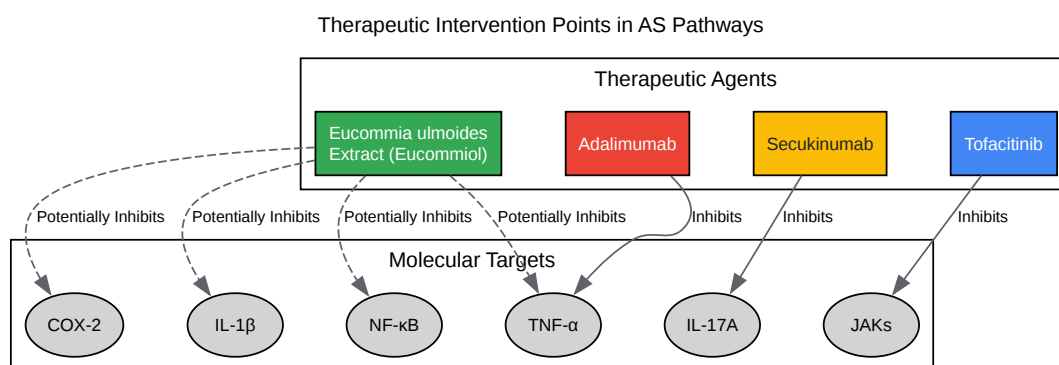 Therapeutic Intervention Points in AS Pathways
Therapeutic Agents
Eucommia ulmoides
Extract (Eucommiol)
Adalimumab
Secukinumab
Tofacitinib
Potentially Inhibits
Potentially Inhibits
Potentially Inhibits
Potentially Inhibits
Inhibits
Inhibits
Inhibits
Molecular Targets
COX-2
IL-1β
NF-κB
TNF-α
IL-17A
JAKs